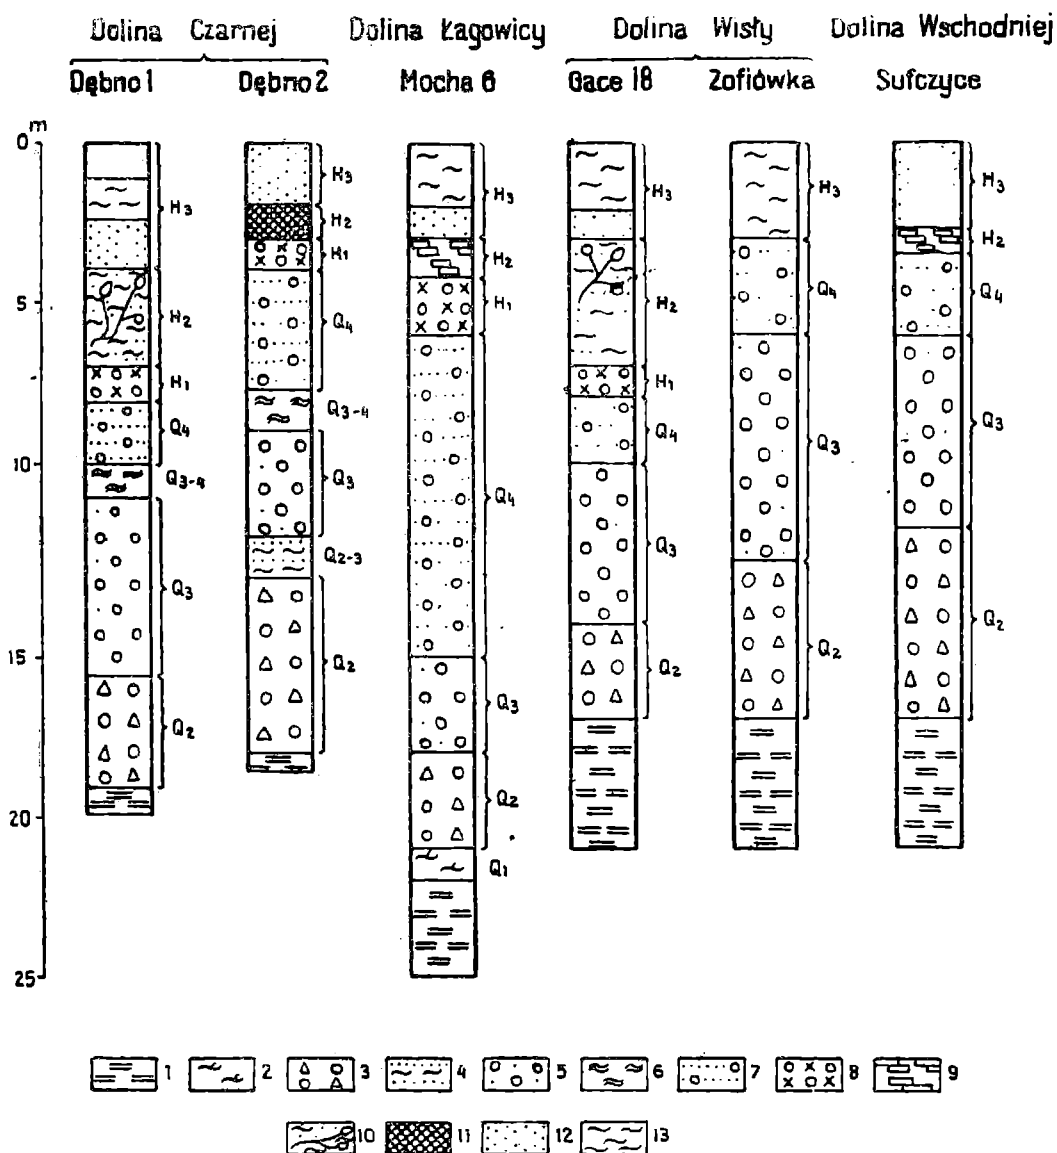 Dolina Czarnej Dolina Łagowicy Dolina Wisły Dolina Wschodniej
Dębno 1 Dębno 2 Mocha 6 Gace 18 Zofiówka Sufczyce
m
0
5
10
15
20
25
H3
H2
H1
Q4
Q3-4
Q3
Q2
H3
H2
H1
Q4
Q3-4
Q3
Q2-3
Q2
H3
H2
H1
Q4
Q3
Q2
Q1
H3
H2
H1
Q4
Q3
Q2
H3
Q4
Q3
Q2
H3
H2
Q4
Q3
Q2
1 2 3 4 5 6 7 8 9
10 11 12 13